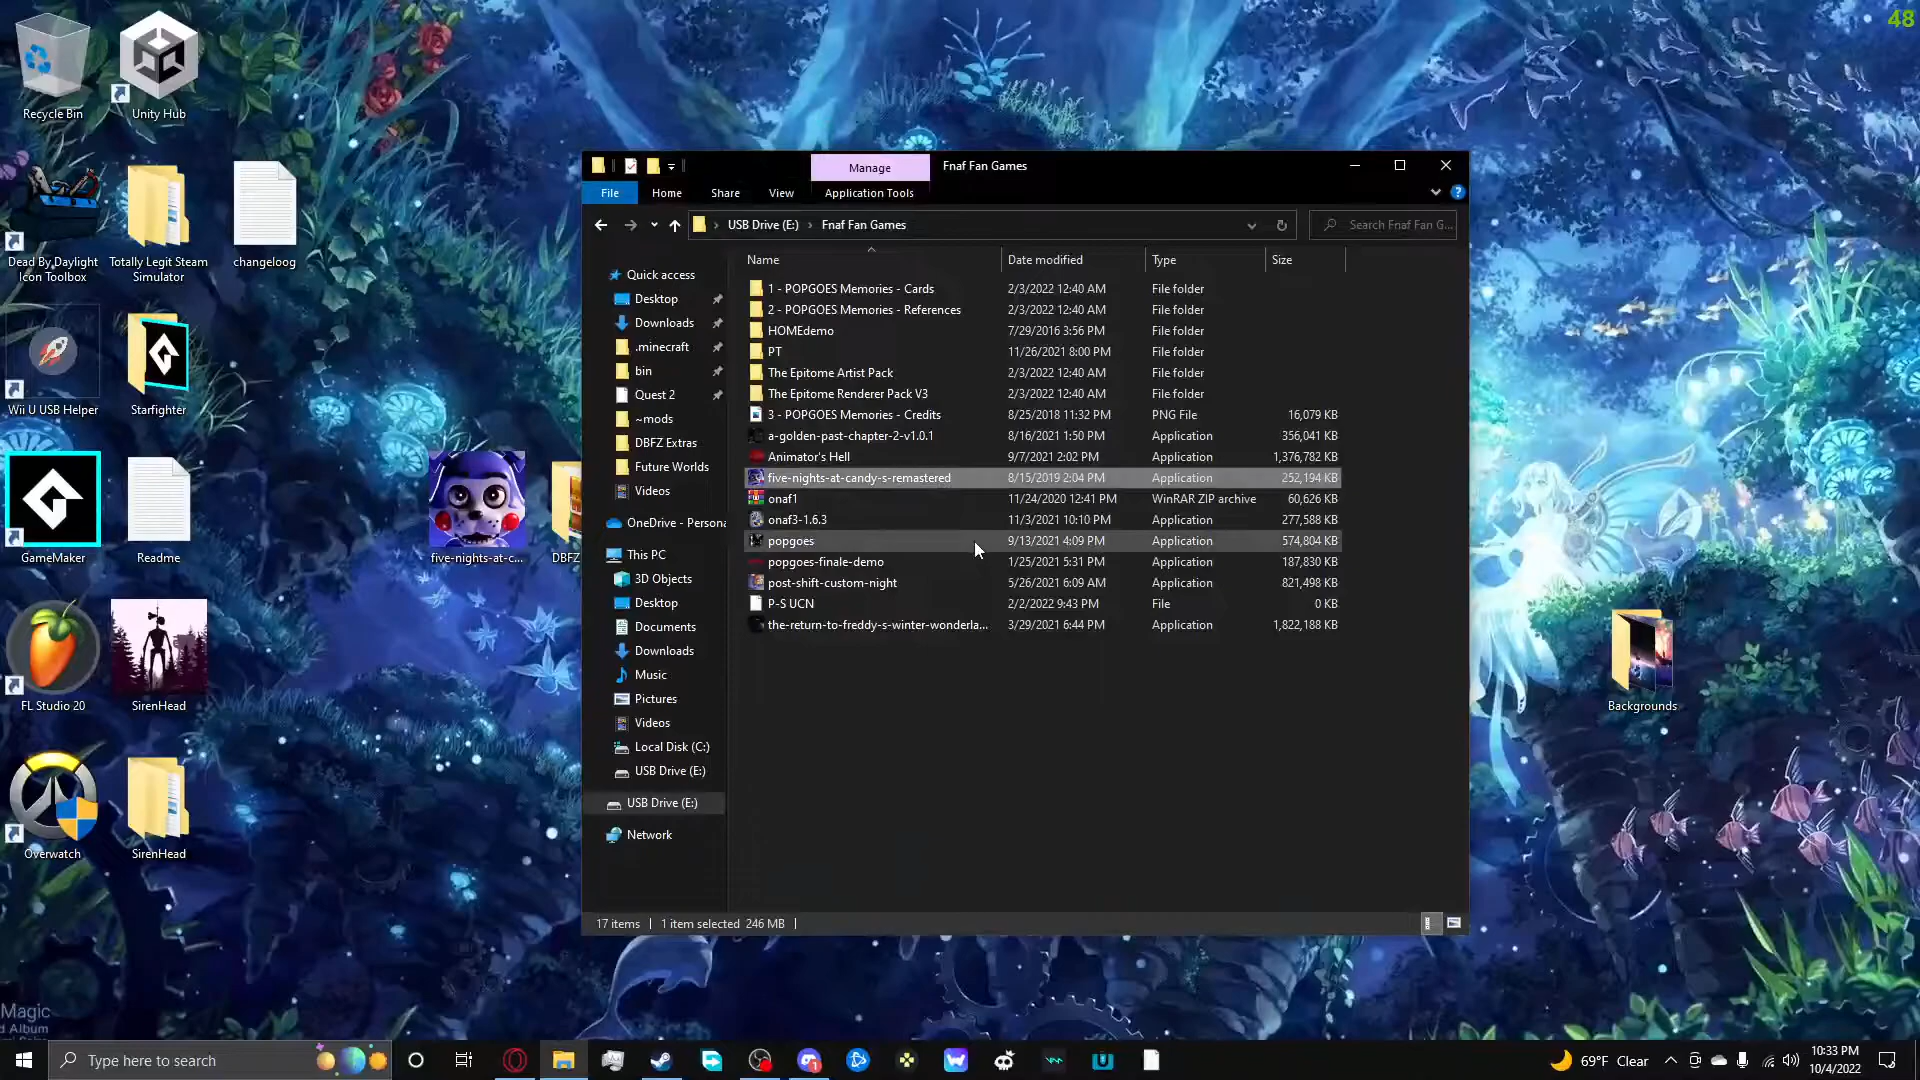 48
Recycle Bin
Unity Hub
Dead By Daylight
Icon Toolbox
Totally Legit Steam
Simulator
changeloog
Wii U USB Helper
Starfighter
GameMaker
Readme
five-nights-at-c...
DBFZ
FL Studio 20
SirenHead
Overwatch
SirenHead
Backgrounds
Magic
d Album
Manage
Fnaf Fan Games
File
Home
Share
View
Application Tools
USB Drive (E:)
Fnaf Fan Games
Search Fnaf Fan G...
Quick access
Desktop
Downloads
.minecraft
bin
Quest 2
~mods
DBFZ Extras
Future Worlds
Videos
OneDrive - Persona
This PC
3D Objects
Desktop
Documents
Downloads
Music
Pictures
Videos
Local Disk (C:)
USB Drive (E:)
USB Drive (E:)
Network
Name Date modified Type Size
1 - POPGOES Memories - Cards 2/3/2022 12:40 AM File folder
2 - POPGOES Memories - References 2/3/2022 12:40 AM File folder
HOMEdemo 7/29/2016 3:56 PM File folder
PT 11/26/2021 8:00 PM File folder
The Epitome Artist Pack 2/3/2022 12:40 AM File folder
The Epitome Renderer Pack V3 2/3/2022 12:40 AM File folder
3 - POPGOES Memories - Credits 8/25/2018 11:32 PM PNG File 16,079 KB
a-golden-past-chapter-2-v1.0.1 8/16/2021 1:50 PM Application 356,041 KB
Animator's Hell 9/7/2021 2:02 PM Application 1,376,782 KB
five-nights-at-candy-s-remastered 8/15/2019 2:04 PM Application 252,194 KB
onaf1 11/24/2020 12:41 PM WinRAR ZIP archive 60,626 KB
onaf3-1.6.3 11/3/2021 10:10 PM Application 277,588 KB
popgoes 9/13/2021 4:09 PM Application 574,804 KB
popgoes-finale-demo 1/25/2021 5:31 PM Application 187,830 KB
post-shift-custom-night 5/26/2021 6:09 AM Application 821,498 KB
P-S UCN 2/2/2022 9:43 PM File 0 KB
the-return-to-freddy-s-winter-wonderla... 3/29/2021 6:44 PM Application 1,822,188 KB
17 items
1 item selected 246 MB
Type here to search
69°F Clear
10:33 PM
10/4/2022